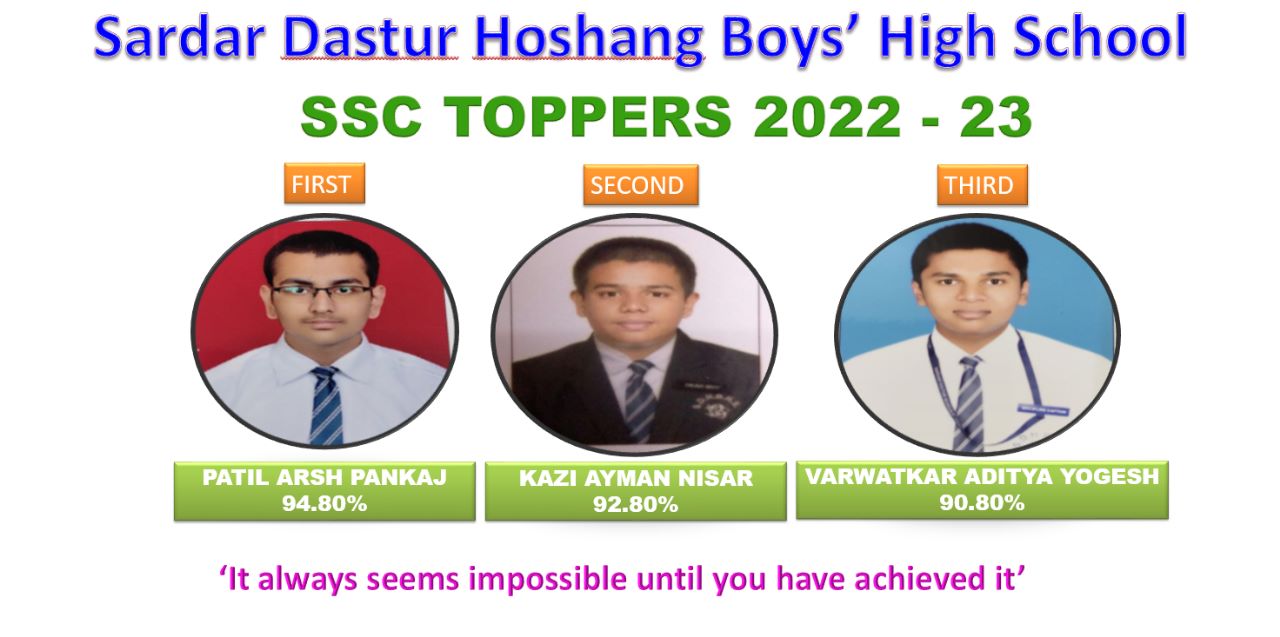 Sardar Dastur Hoshang Boys’ High School
SSC TOPPERS 2022 - 23
FIRST
SECOND
THIRD
PATIL ARSH PANKAJ
94.80%
KAZI AYMAN NISAR
92.80%
VARWATKAR ADITYA YOGESH
90.80%
‘It always seems impossible until you have achieved it’